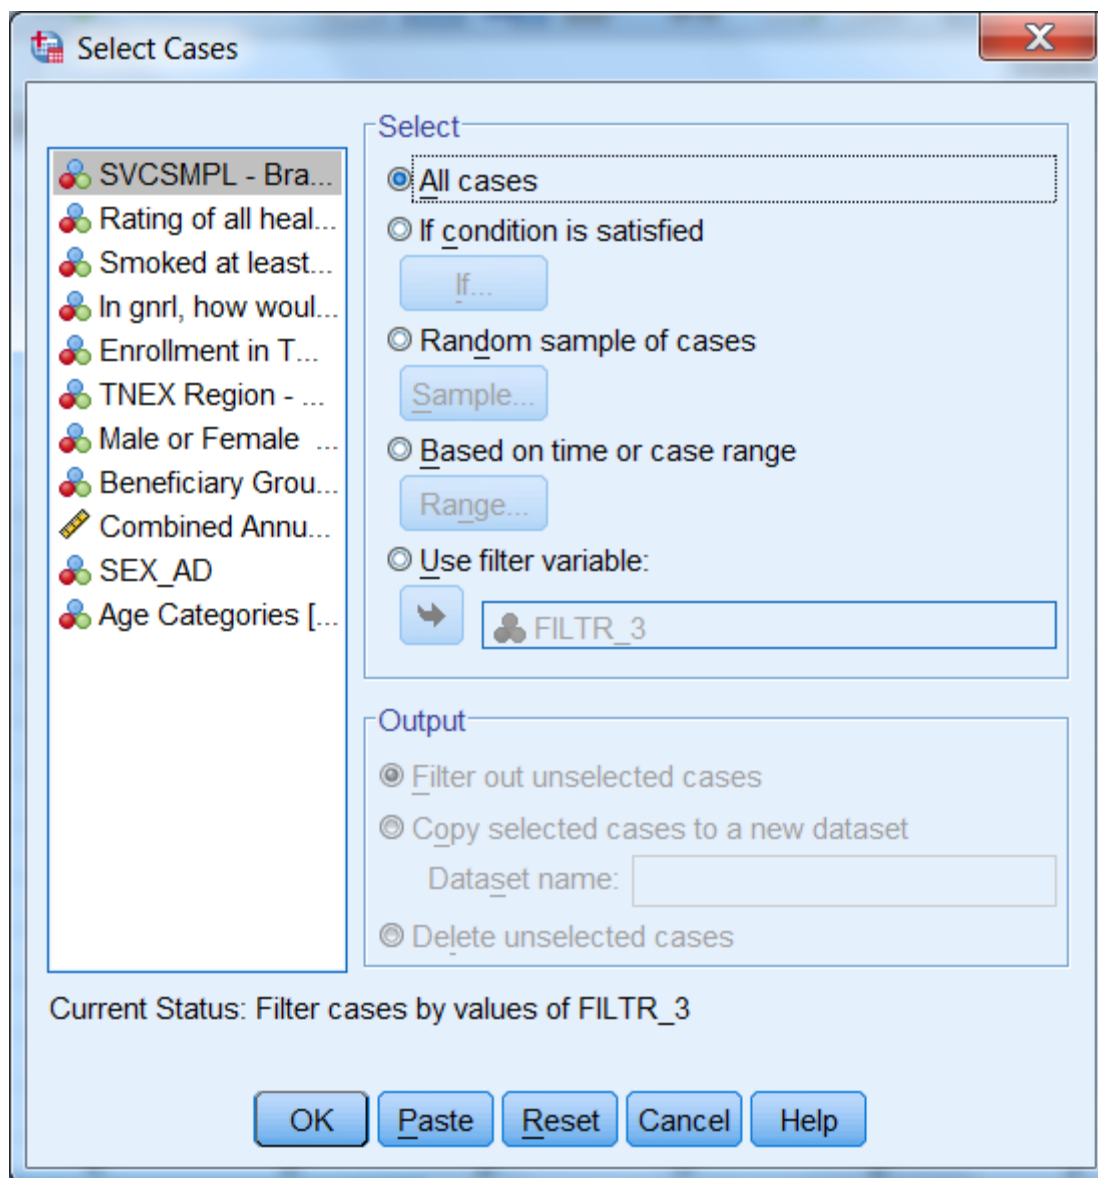 Select Cases
X
SVCSMPL - Bra...
Rating of all heal...
Smoked at least...
In gnrl, how woul...
Enrollment in T...
TNEX Region - ...
Male or Female ...
Beneficiary Grou...
Combined Annu...
SEX_AD
Age Categories [...
Select
All cases
If condition is satisfied
If...
Random sample of cases
Sample...
Based on time or case range
Range...
Use filter variable:
FILTR_3
Output
Filter out unselected cases
Copy selected cases to a new dataset
Dataset name:
Delete unselected cases
Current Status: Filter cases by values of FILTR_3
OK Paste Reset Cancel Help